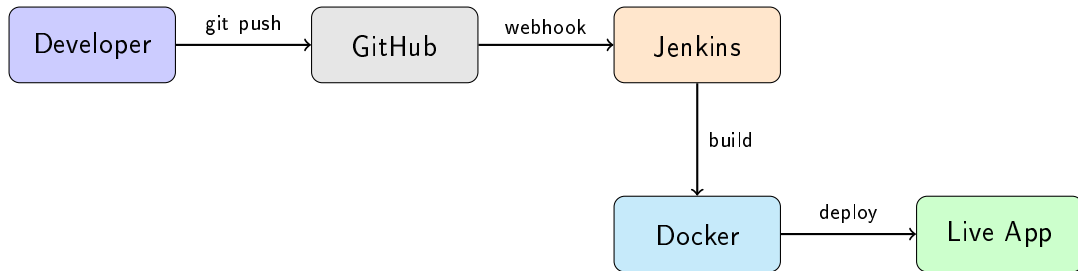 Developer
git push
GitHub
webhook
Jenkins
build
Docker
deploy
Live App